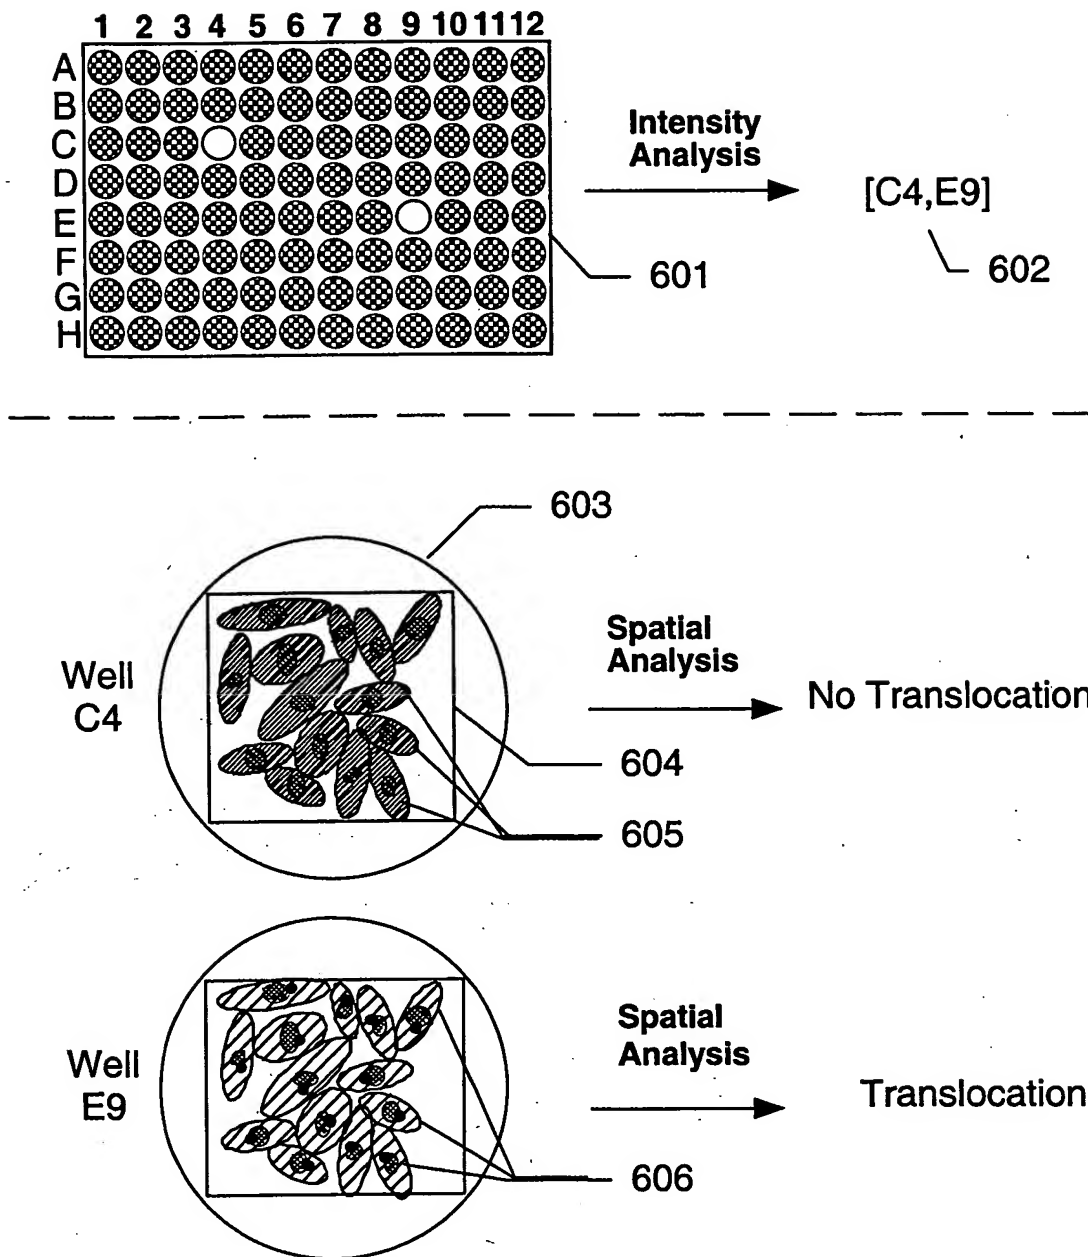 1 2 3 4 5 6 7 8 9 10 11 12
A
B
C
D
E
F
G
H
Intensity
Analysis
[C4,E9]
601
602
603
Well
C4
Spatial
Analysis
No Translocation
604
605
Well
E9
Spatial
Analysis
Translocation
606